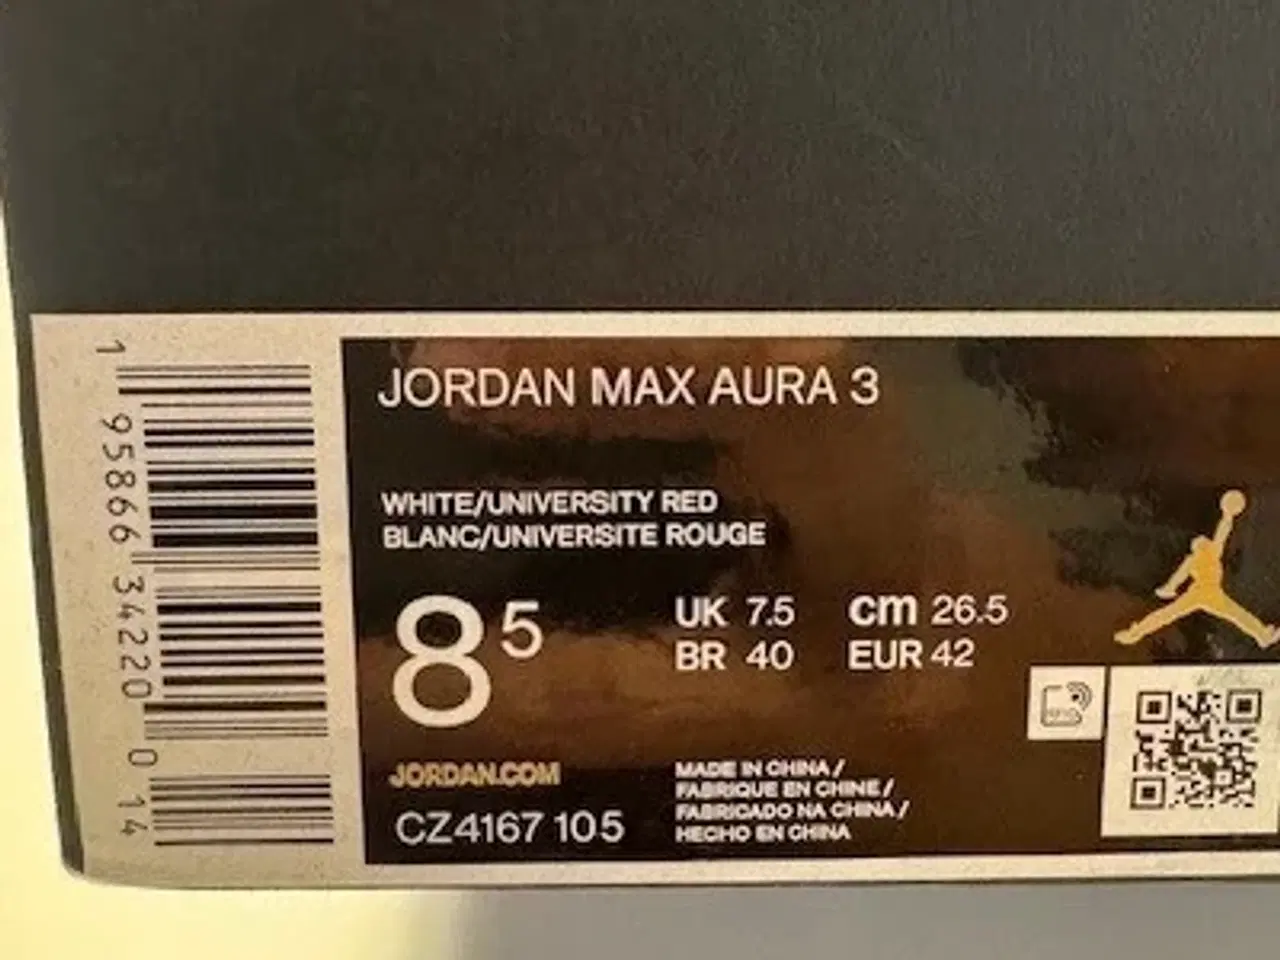 1 95866 34220 0 14
JORDAN MAX AURA 3
WHITE/UNIVERSITY RED
BLANC/UNIVERSITE ROUGE
8 5
UK 7.5 cm 26.5
BR 40 EUR 42
JORDAN.COM
CZ4167 105
MADE IN CHINA /
FABRIQUE EN CHINE /
FABRICADO NA CHINA /
HECHO EN CHINA